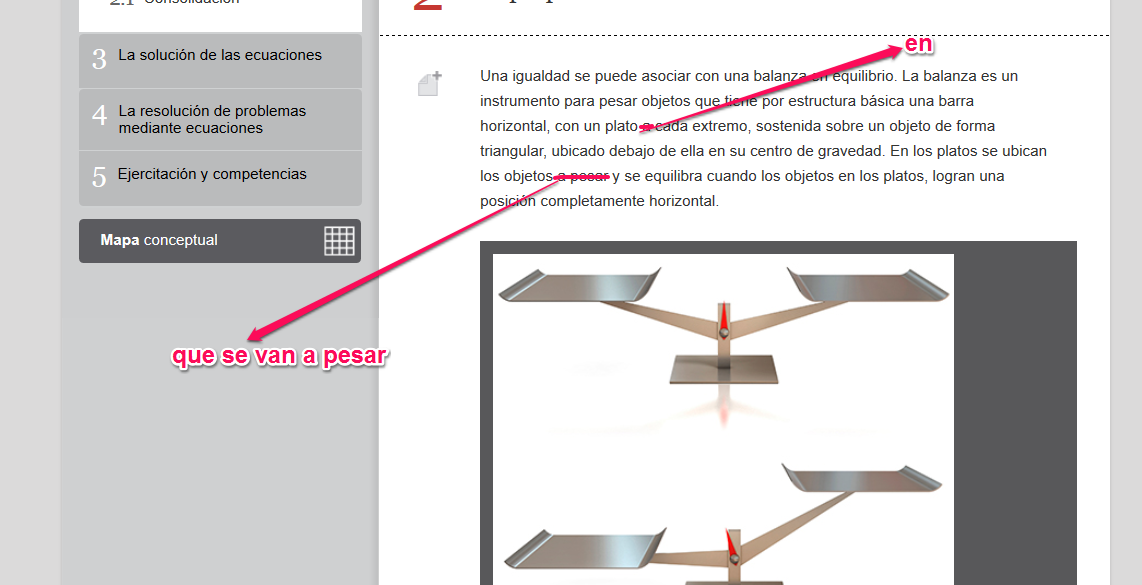 2.1 Consolidación
3 La solución de las ecuaciones
4 La resolución de problemas
mediante ecuaciones
5 Ejercitación y competencias
Mapa conceptual
2
en
Una igualdad se puede asociar con una balanza en equilibrio. La balanza es un
instrumento para pesar objetos que tiene por estructura básica una barra
horizontal, con un plato a cada extremo, sostenida sobre un objeto de forma
triangular, ubicado debajo de ella en su centro de gravedad. En los platos se ubican
los objetos a pesar y se equilibra cuando los objetos en los platos, logran una
posición completamente horizontal.
que se van a pesar